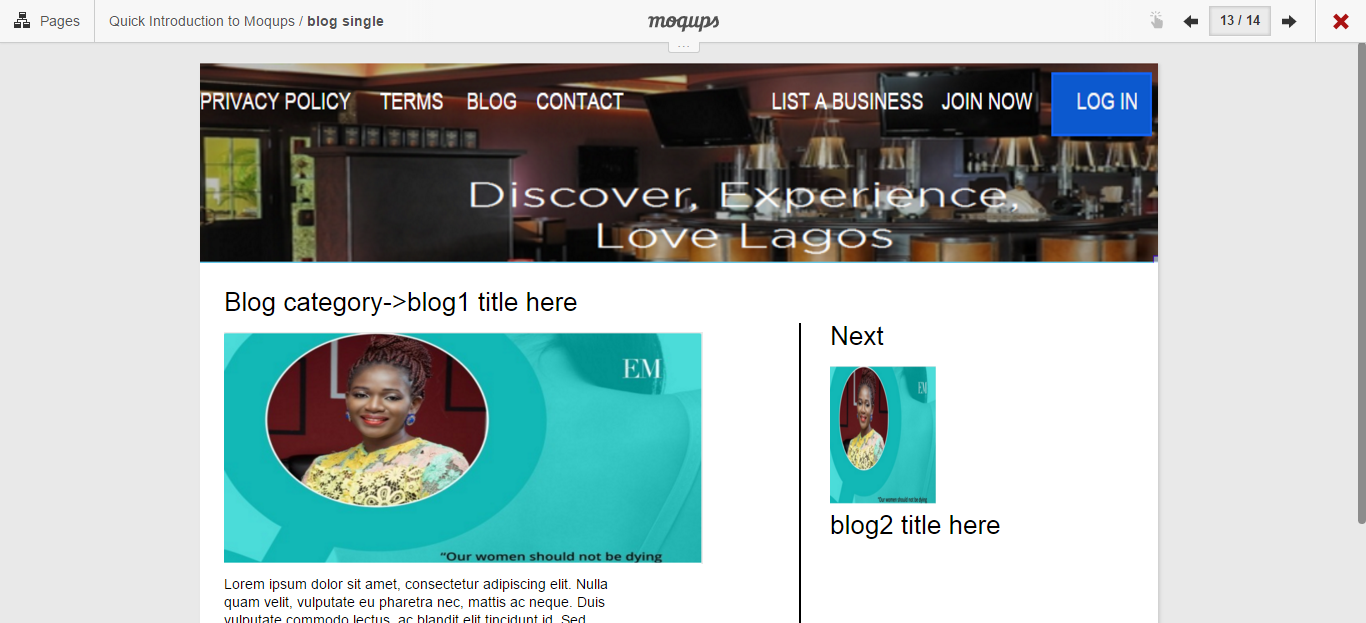 Pages
Quick Introduction to Moqups / blog single
moqups
...
13 / 14
PRIVACY POLICY TERMS BLOG CONTACT LIST A BUSINESS JOIN NOW LOG IN
Discover, Experience,
Love Lagos
Blog category->blog1 title here
EM
"Our women should not be dying
Lorem ipsum dolor sit amet, consectetur adipiscing elit. Nulla
quam velit, vulputate eu pharetra nec, mattis ac neque. Duis
vulputate commodo lectus, ac blandit elit tincidunt id. Sed
Next
EM
"Our women should not be dying
blog2 title here